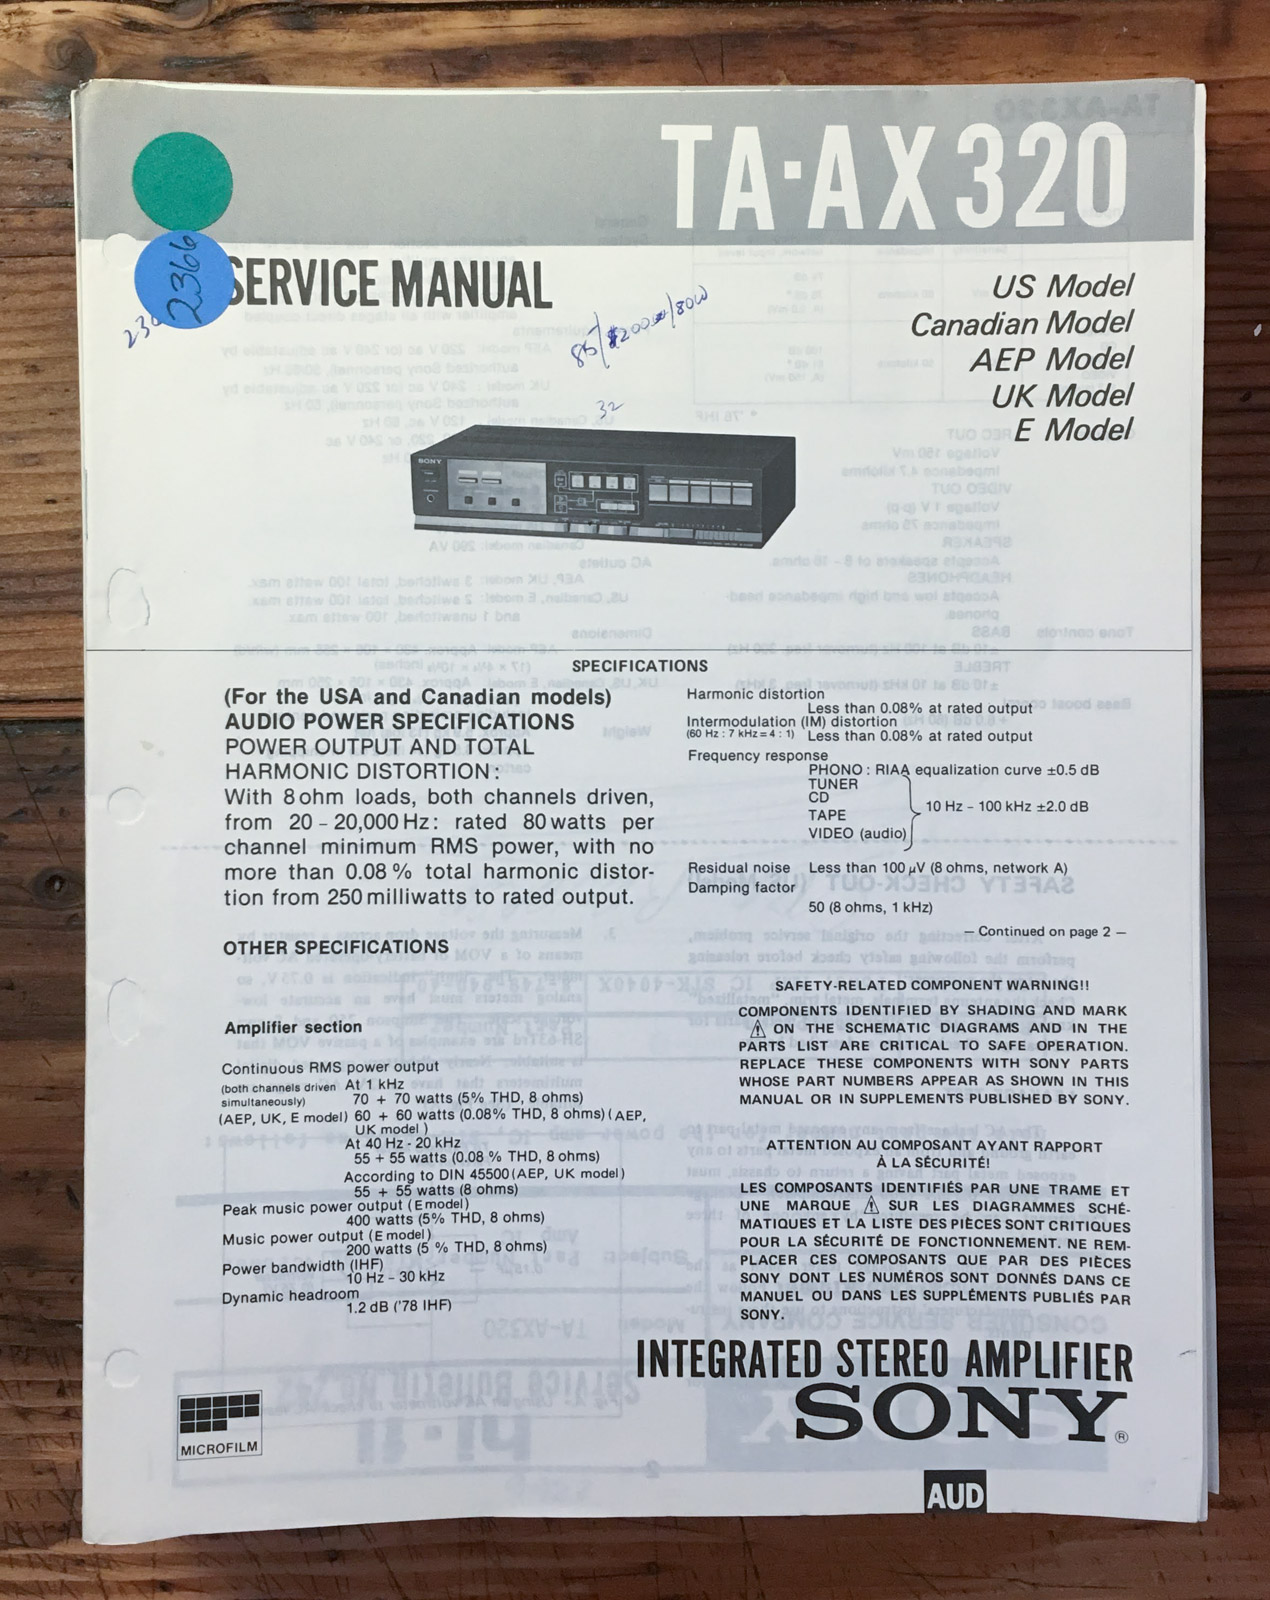 TA-AX320
2366
SERVICE MANUAL
US Model
Canadian Model
AEP Model
UK Model
E Model
85/$200.00/80W
32
SONY
SPECIFICATIONS
(For the USA and Canadian models)
AUDIO POWER SPECIFICATIONS
POWER OUTPUT AND TOTAL
HARMONIC DISTORTION:
With 8 ohm loads, both channels driven,
from 20 – 20,000 Hz: rated 80 watts per
channel minimum RMS power, with no
more than 0.08 % total harmonic distor-
tion from 250 milliwatts to rated output.
OTHER SPECIFICATIONS
Amplifier section
Continuous RMS power output
(both channels driven At 1 kHz
simultaneously) 70 + 70 watts (5% THD, 8 ohms)
(AEP, UK, E model) 60 + 60 watts (0.08% THD, 8 ohms) (AEP,
UK model )
At 40 Hz - 20 kHz
55 + 55 watts (0.08 % THD, 8 ohms)
According to DIN 45500 (AEP, UK model)
55 + 55 watts (8 ohms)
Peak music power output (E model)
400 watts (5% THD, 8 ohms)
Music power output (E model)
200 watts (5 % THD, 8 ohms)
Power bandwidth (IHF)
10 Hz – 30 kHz
Dynamic headroom
1.2 dB ('78 IHF)
Harmonic distortion
Less than 0.08% at rated output
Intermodulation (IM) distortion
(60 Hz : 7 kHz = 4 : 1) Less than 0.08% at rated output
Frequency response
PHONO : RIAA equalization curve ±0.5 dB
TUNER
CD
TAPE
VIDEO (audio)
10 Hz – 100 kHz ±2.0 dB
Residual noise Less than 100 µV (8 ohms, network A)
Damping factor
50 (8 ohms, 1 kHz)
— Continued on page 2 —
SAFETY-RELATED COMPONENT WARNING!!
COMPONENTS IDENTIFIED BY SHADING AND MARK
⚠ ON THE SCHEMATIC DIAGRAMS AND IN THE
PARTS LIST ARE CRITICAL TO SAFE OPERATION.
REPLACE THESE COMPONENTS WITH SONY PARTS
WHOSE PART NUMBERS APPEAR AS SHOWN IN THIS
MANUAL OR IN SUPPLEMENTS PUBLISHED BY SONY.
ATTENTION AU COMPOSANT AYANT RAPPORT
À LA SÉCURITÉ!
LES COMPOSANTS IDENTIFIÉS PAR UNE TRAME ET
UNE MARQUE ⚠ SUR LES DIAGRAMMES SCHÉ-
MATIQUES ET LA LISTE DES PIÈCES SONT CRITIQUES
POUR LA SÉCURITÉ DE FONCTIONNEMENT. NE REM-
PLACER CES COMPOSANTS QUE PAR DES PIÈCES
SONY DONT LES NUMÉROS SONT DONNÉS DANS CE
MANUEL OU DANS LES SUPPLÉMENTS PUBLIÉS PAR
SONY.
INTEGRATED STEREO AMPLIFIER
SONY®
MICROFILM
AUD